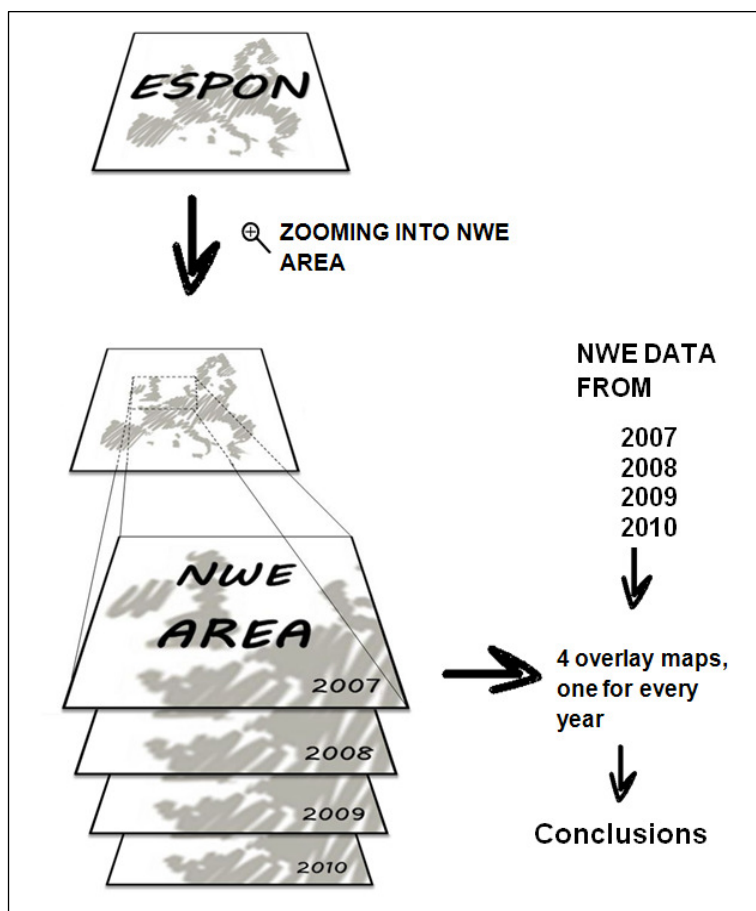 ESPON
ZOOMING INTO NWE
AREA
NWE DATA
FROM
2007
2008
2009
2010
NWE
AREA
2007
2008
2009
2010
4 overlay maps,
one for every
year
Conclusions